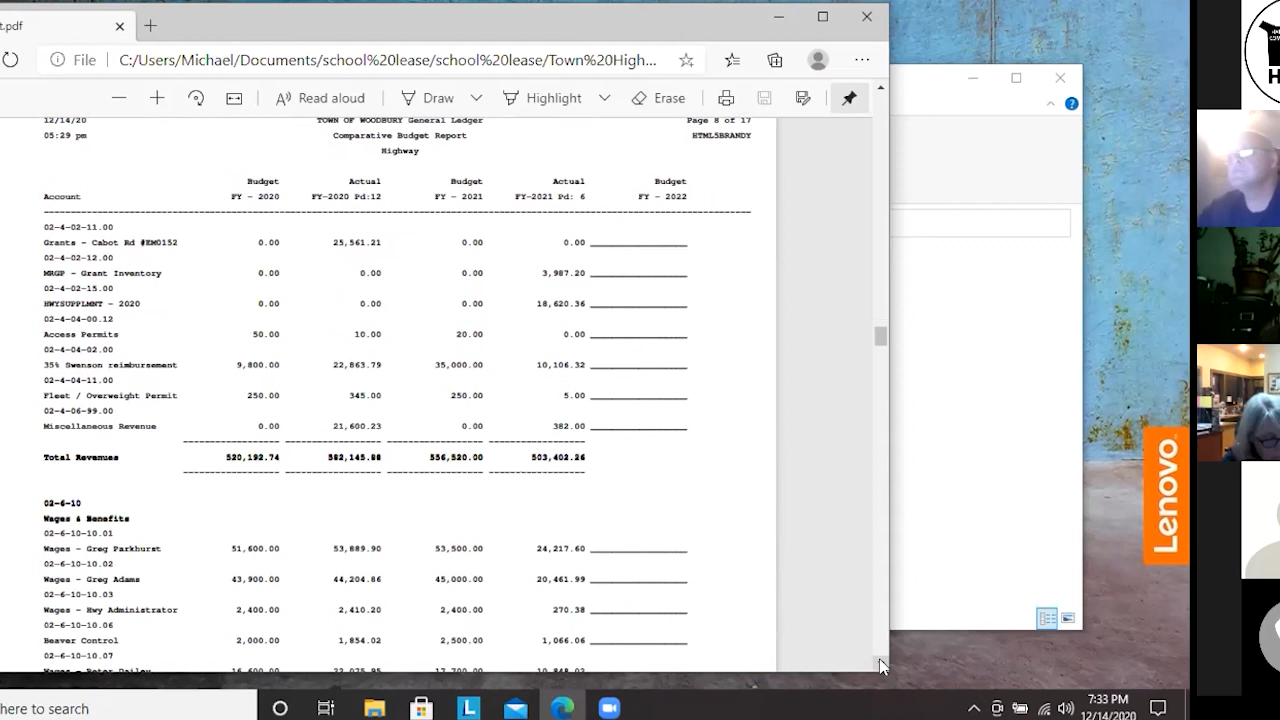 t.pdf
File C:/Users/Michael/Documents/school%20lease/school%20lease/Town%20High...
Read aloud Draw Highlight Erase
12/14/20 TOWN OF WOODBURY General Ledger Page 8 of 17
05:29 pm Comparative Budget Report HTML5BRANDY
Highway
Budget Actual Budget Actual Budget
Account FY - 2020 FY-2020 Pd:12 FY - 2021 FY-2021 Pd: 6 FY - 2022
02-4-02-11.00
Grants - Cabot Rd #EM0152 0.00 25,561.21 0.00 0.00
02-4-02-12.00
MRGP - Grant Inventory 0.00 0.00 0.00 3,987.20
02-4-02-15.00
HWYSUPPLMNT - 2020 0.00 0.00 0.00 18,620.36
02-4-04-00.12
Access Permits 50.00 10.00 20.00 0.00
02-4-04-02.00
35% Swenson reimbursement 9,800.00 22,863.79 35,000.00 10,106.32
02-4-04-11.00
Fleet / Overweight Permit 250.00 345.00 250.00 5.00
02-4-06-99.00
Miscellaneous Revenue 0.00 21,600.23 0.00 382.00
Total Revenues 520,192.74 582,145.88 536,520.00 503,402.26
02-6-10
Wages & Benefits
02-6-10-10.01
Wages - Greg Parkhurst 51,600.00 53,889.90 53,500.00 24,217.60
02-6-10-10.02
Wages - Greg Adams 43,900.00 44,204.86 45,000.00 20,461.99
02-6-10-10.03
Wages - Hwy Administrator 2,400.00 2,410.20 2,400.00 270.38
02-6-10-10.06
Beaver Control 2,000.00 1,854.02 2,500.00 1,066.06
02-6-10-10.07
Lenovo
here to search
7:33 PM
12/14/2020